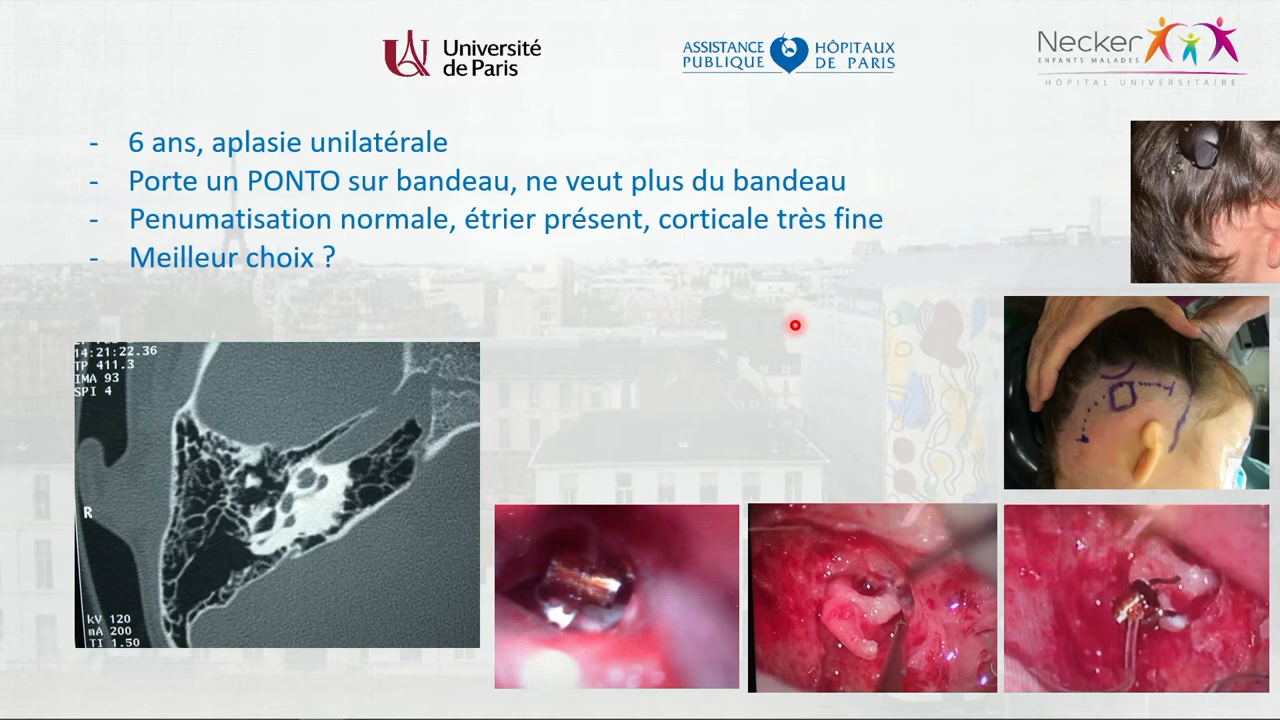 Université
de Paris
ASSISTANCE PUBLIQUE
HÔPITAUX DE PARIS
Necker
ENFANTS MALADES
HÔPITAL UNIVERSITAIRE
- 6 ans, aplasie unilatérale
- Porte un PONTO sur bandeau, ne veut plus du bandeau
- Penumatisation normale, étrier présent, corticale très fine
- Meilleur choix ?
14:21:22.36
TP 411.3
IMA 93
SPI 4
R
kV 120
mA 200
TI 1.50